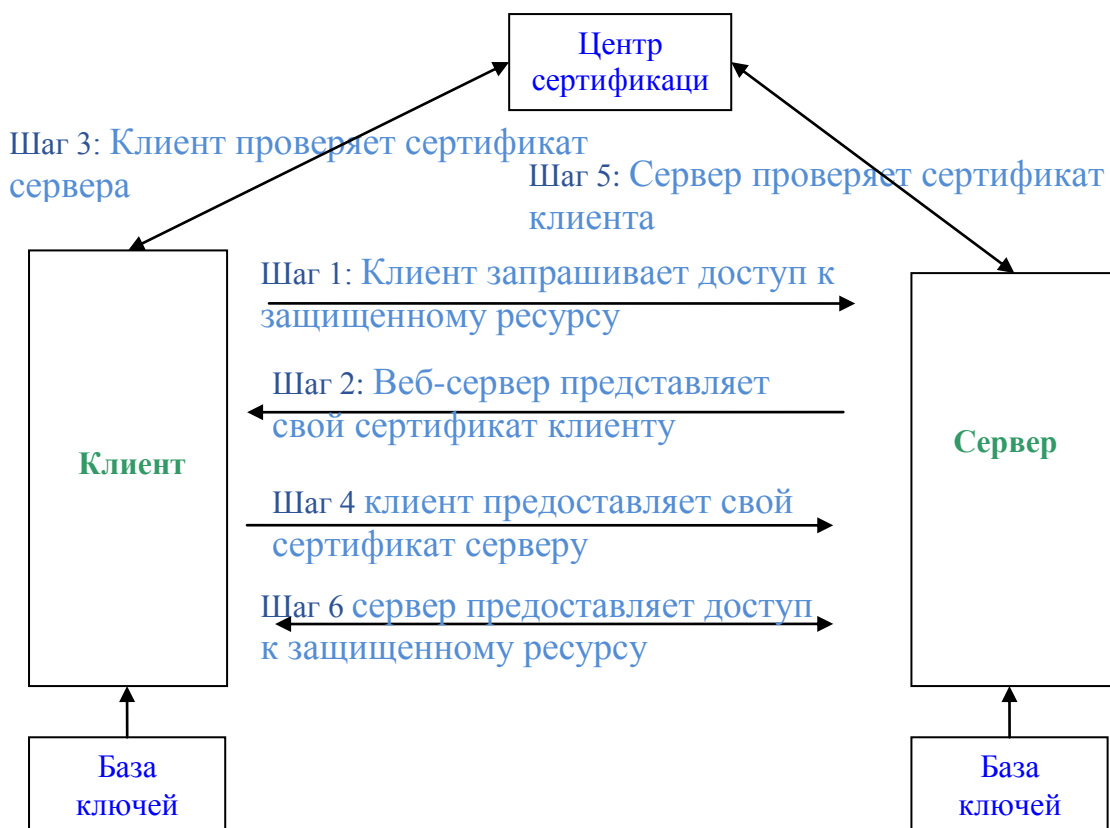 Центр
сертификаци
Шаг 3: Клиент проверяет сертификат
сервера
Шаг 5: Сервер проверяет сертификат
клиента
Шаг 1: Клиент запрашивает доступ к
защищенному ресурсу
Шаг 2: Веб-сервер представляет
свой сертификат клиенту
Клиент
Сервер
Шаг 4 клиент предоставляет свой
сертификат серверу
Шаг 6 сервер предоставляет доступ
к защищенному ресурсу
База
ключей
База
ключей